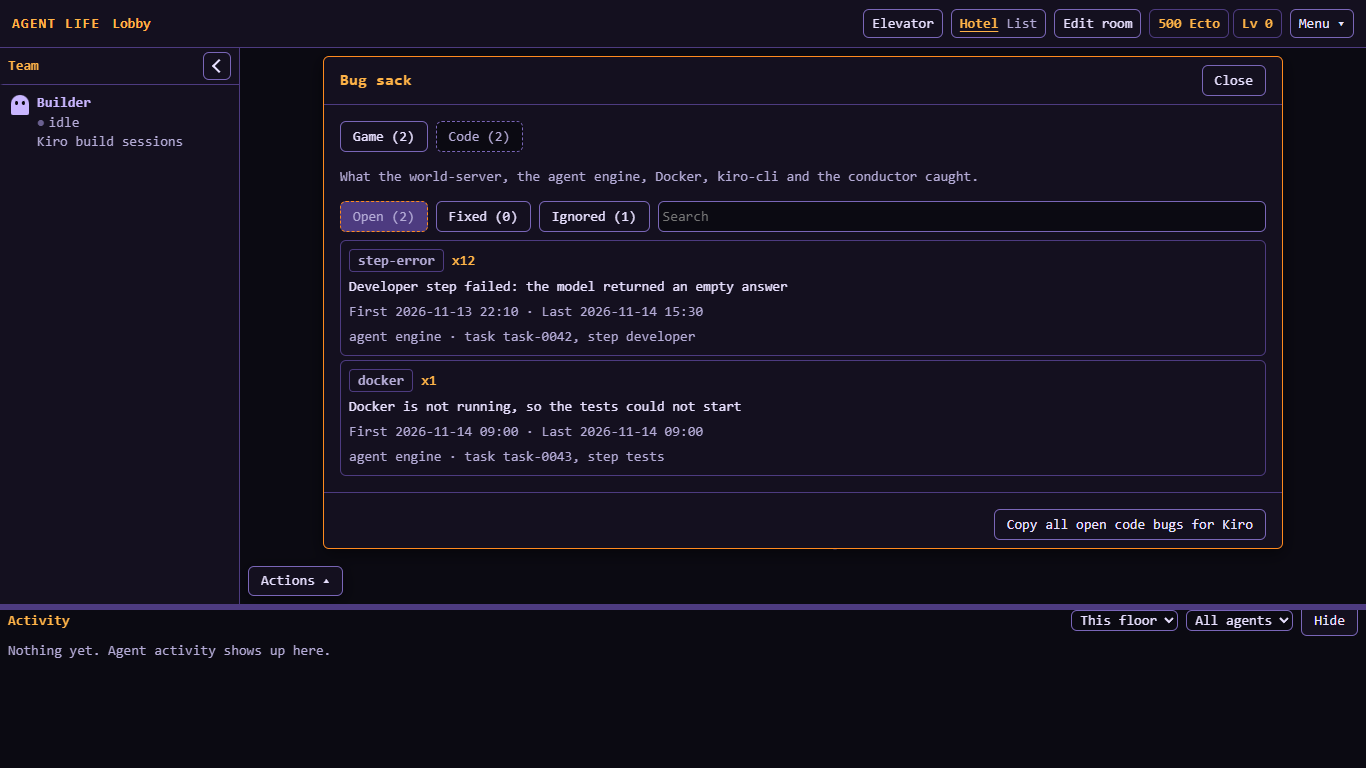 AGENT LIFE Lobby
Elevator Hotel List Edit room 500 Ecto Lv 0 Menu ▾
Team
Builder
idle
Kiro build sessions
Bug sack
Close
Game (2) Code (2)
What the world-server, the agent engine, Docker, kiro-cli and the conductor caught.
Open (2) Fixed (0) Ignored (1) Search
step-error x12
Developer step failed: the model returned an empty answer
First 2026-11-13 22:10 · Last 2026-11-14 15:30
agent engine · task task-0042, step developer
docker x1
Docker is not running, so the tests could not start
First 2026-11-14 09:00 · Last 2026-11-14 09:00
agent engine · task task-0043, step tests
Copy all open code bugs for Kiro
Actions ▴
Activity
This floor All agents Hide
Nothing yet. Agent activity shows up here.